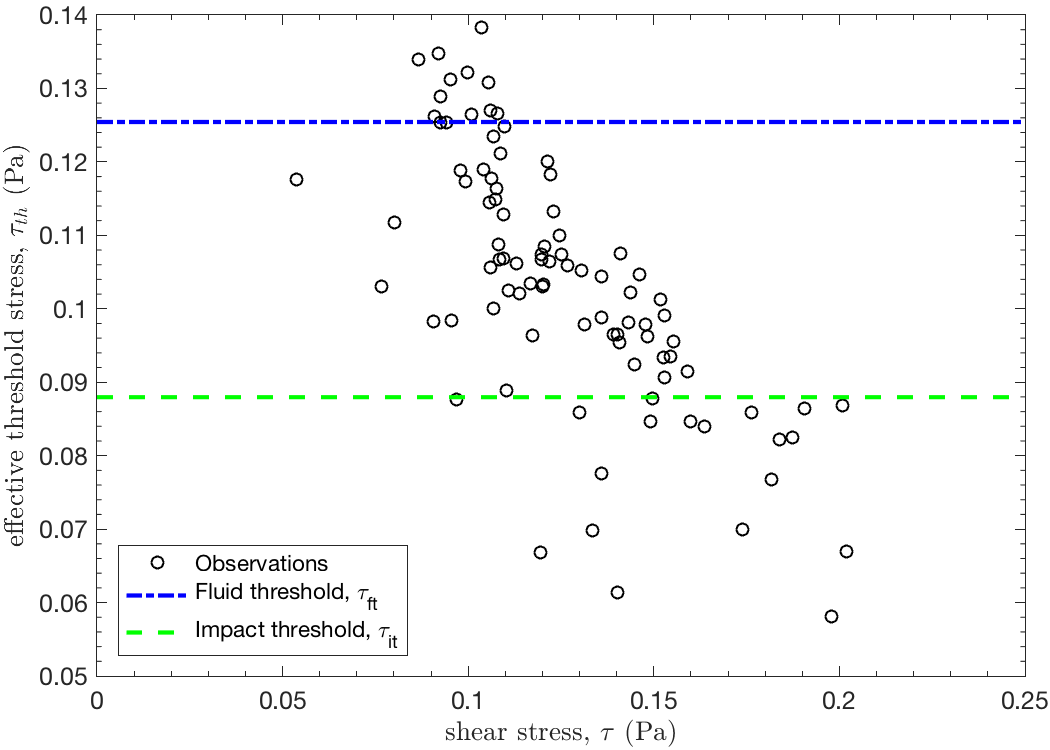 0.14
0.13
0.12
0.11
0.1
0.09
0.08
0.07
0.06
0.05
effective threshold stress, τth (Pa)
Observations
Fluid threshold, τft
Impact threshold, τit
0 0.05 0.1 0.15 0.2 0.25
shear stress, τ (Pa)